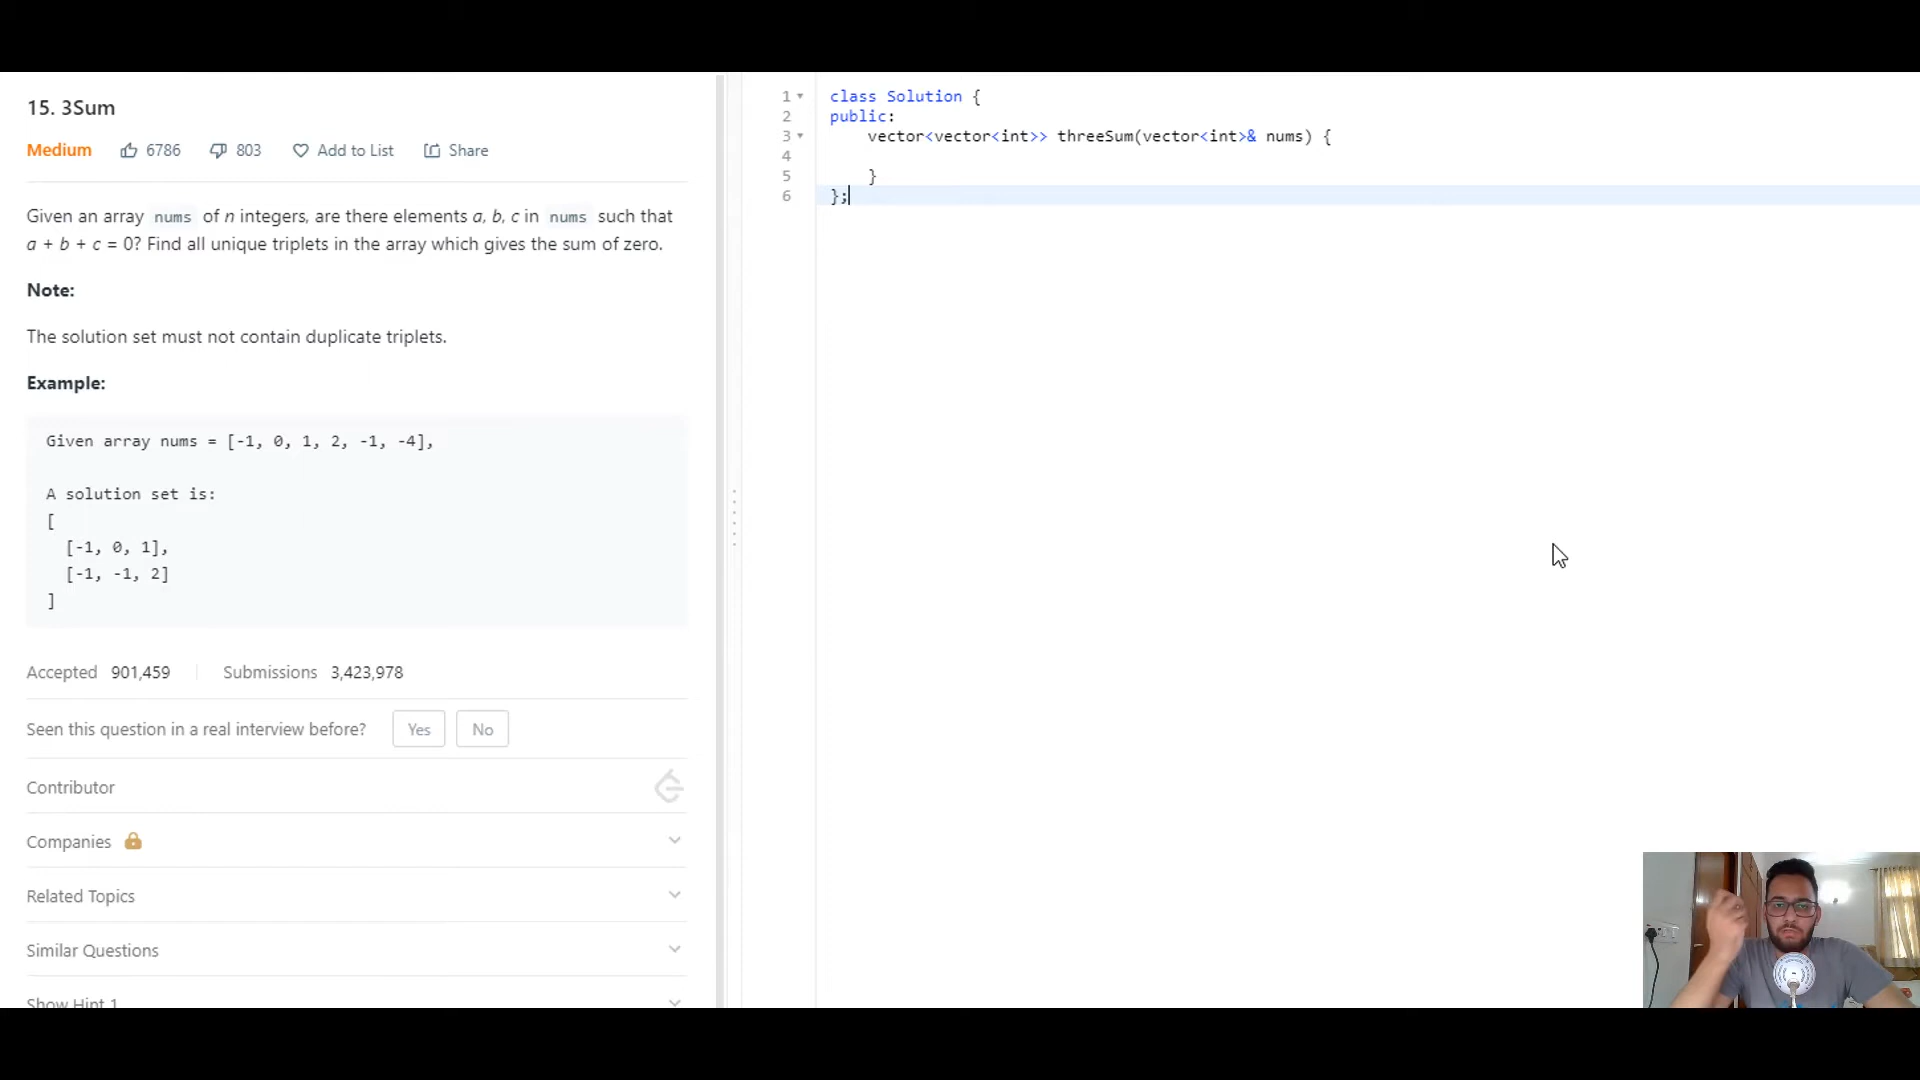 15. 3Sum
Medium 6786 803 Add to List Share
Given an array nums of n integers, are there elements a, b, c in nums such that
a + b + c = 0? Find all unique triplets in the array which gives the sum of zero.
Note:
The solution set must not contain duplicate triplets.
Example:
Given array nums = [-1, 0, 1, 2, -1, -4],
A solution set is:
[
[-1, 0, 1],
[-1, -1, 2]
]
Accepted 901,459 Submissions 3,423,978
Seen this question in a real interview before? Yes No
Contributor
Companies
Related Topics
Similar Questions
Show Hint 1
1 class Solution {
2 public:
3 vector<vector<int>> threeSum(vector<int>& nums) {
4
5 }
6 };